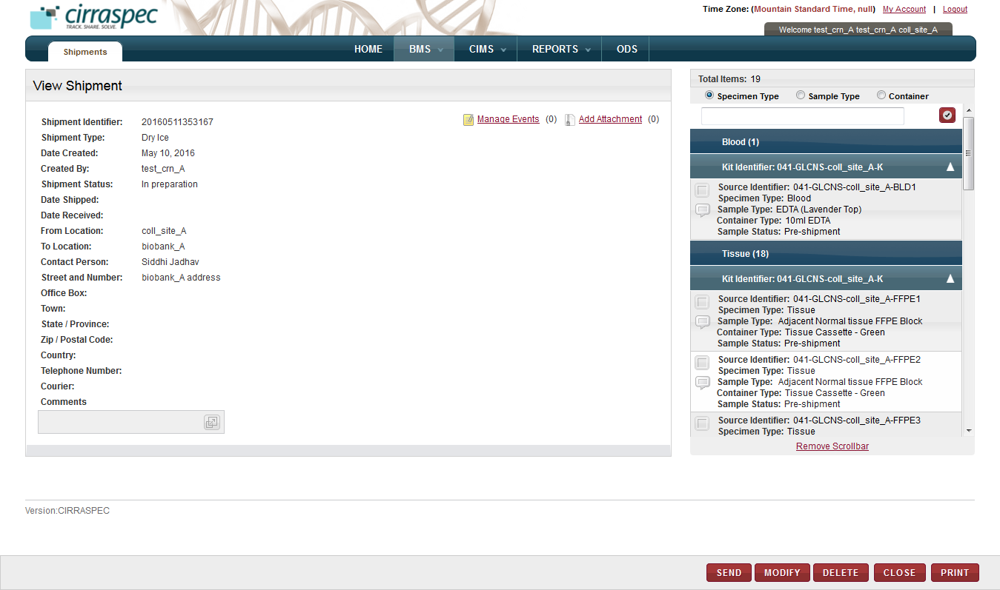 cirraspec
TRACK. SHARE. SOLVE.
Time Zone: (Mountain Standard Time, null) My Account | Logout
Welcome test_crn_A test_crn_A coll_site_A
Shipments
HOME BMS CIMS REPORTS ODS
View Shipment
Manage Events (0) Add Attachment (0)
Shipment Identifier: 20160511353167
Shipment Type: Dry Ice
Date Created: May 10, 2016
Created By: test_crn_A
Shipment Status: In preparation
Date Shipped:
Date Received:
From Location: coll_site_A
To Location: biobank_A
Contact Person: Siddhi Jadhav
Street and Number: biobank_A address
Office Box:
Town:
State / Province:
Zip / Postal Code:
Country:
Telephone Number:
Courier:
Comments
Total Items: 19
Specimen Type Sample Type Container
Blood (1)
Kit Identifier: 041-GLCNS-coll_site_A-K
Source Identifier: 041-GLCNS-coll_site_A-BLD1
Specimen Type: Blood
Sample Type: EDTA (Lavender Top)
Container Type: 10ml EDTA
Sample Status: Pre-shipment
Tissue (18)
Kit Identifier: 041-GLCNS-coll_site_A-K
Source Identifier: 041-GLCNS-coll_site_A-FFPE1
Specimen Type: Tissue
Sample Type: Adjacent Normal tissue FFPE Block
Container Type: Tissue Cassette - Green
Sample Status: Pre-shipment
Source Identifier: 041-GLCNS-coll_site_A-FFPE2
Specimen Type: Tissue
Sample Type: Adjacent Normal tissue FFPE Block
Container Type: Tissue Cassette - Green
Sample Status: Pre-shipment
Source Identifier: 041-GLCNS-coll_site_A-FFPE3
Specimen Type: Tissue
Remove Scrollbar
Version:CIRRASPEC
SEND MODIFY DELETE CLOSE PRINT